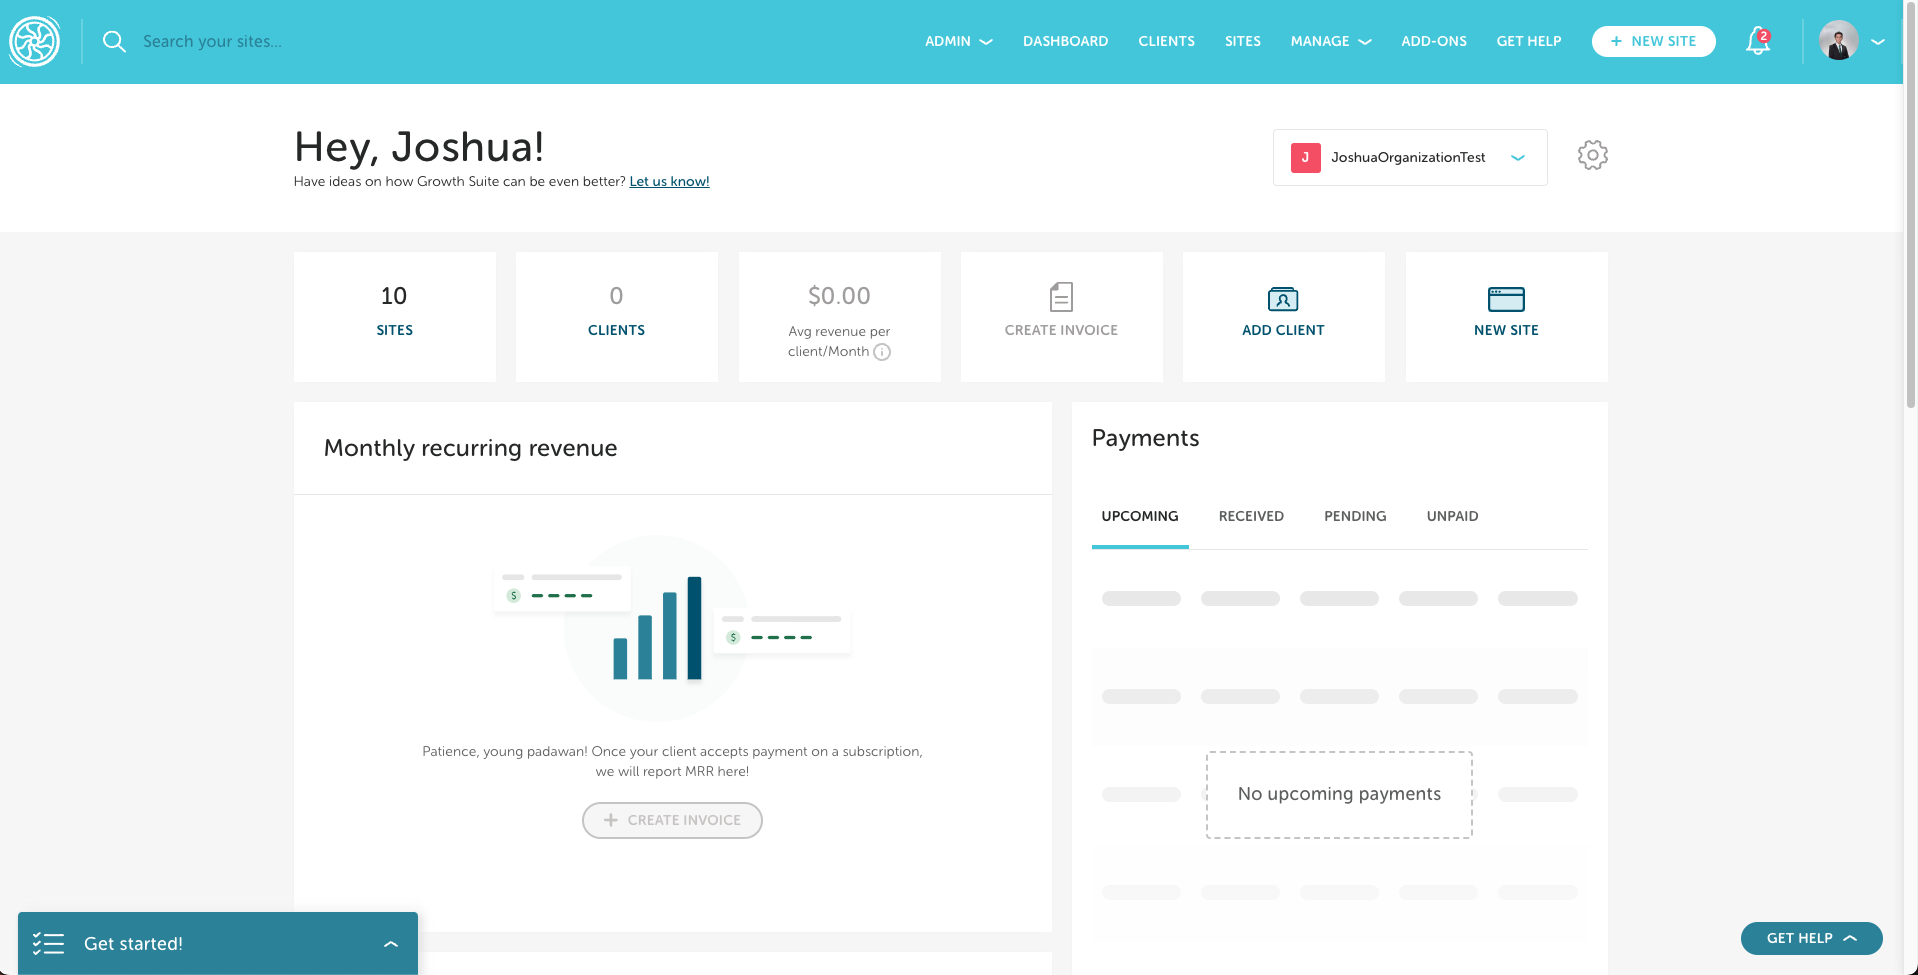 Search your sites...
ADMIN
DASHBOARD
CLIENTS
SITES
MANAGE
ADD-ONS
GET HELP
+ NEW SITE
2
Hey, Joshua!
Have ideas on how Growth Suite can be even better? Let us know!
J
JoshuaOrganizationTest
10
SITES
0
CLIENTS
$0.00
Avg revenue per
client/Month
CREATE INVOICE
ADD CLIENT
NEW SITE
Monthly recurring revenue
$
$
Patience, young padawan! Once your client accepts payment on a subscription,
we will report MRR here!
+ CREATE INVOICE
Payments
UPCOMING
RECEIVED
PENDING
UNPAID
No upcoming payments
Get started!
GET HELP